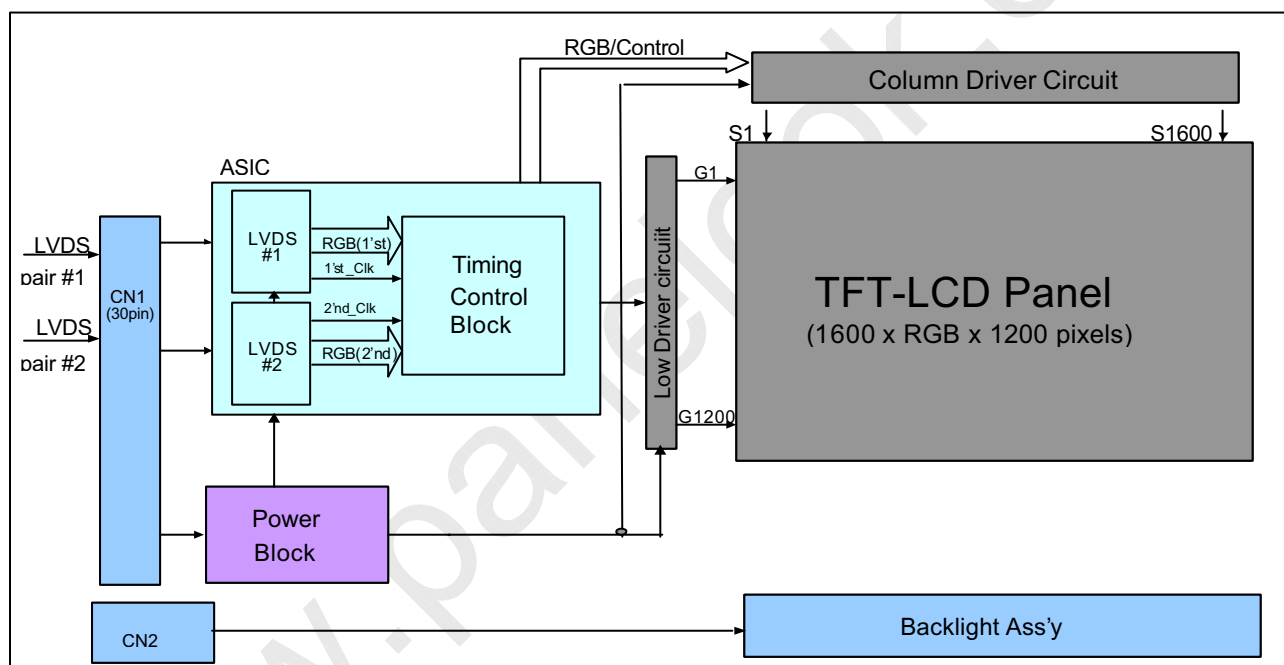 RGB/Control
Column Driver Circuit
S1
S1600
ASIC
G1
LVDS
pair #1
LVDS
pair #2
CN1
(30pin)
LVDS
#1
RGB(1'st)
1'st_Clk
2'nd_Clk
LVDS
#2
RGB(2'nd)
Timing
Control
Block
Low Driver circuiit
TFT-LCD Panel
(1600 x RGB x 1200 pixels)
G1200
Power
Block
CN2
Backlight Ass'y